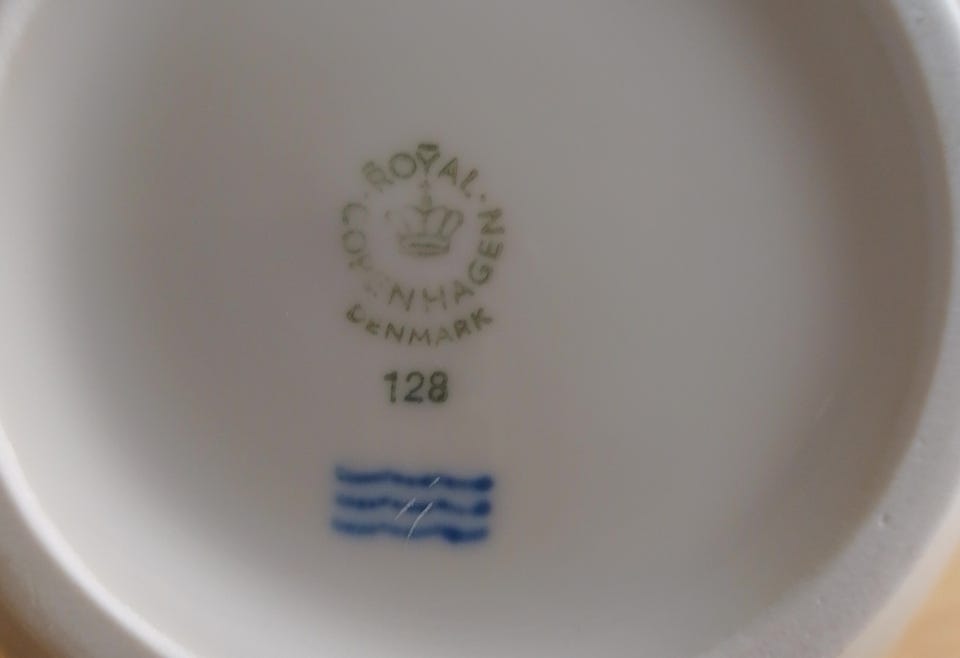 ROYAL
COPENHAGEN
DENMARK
128